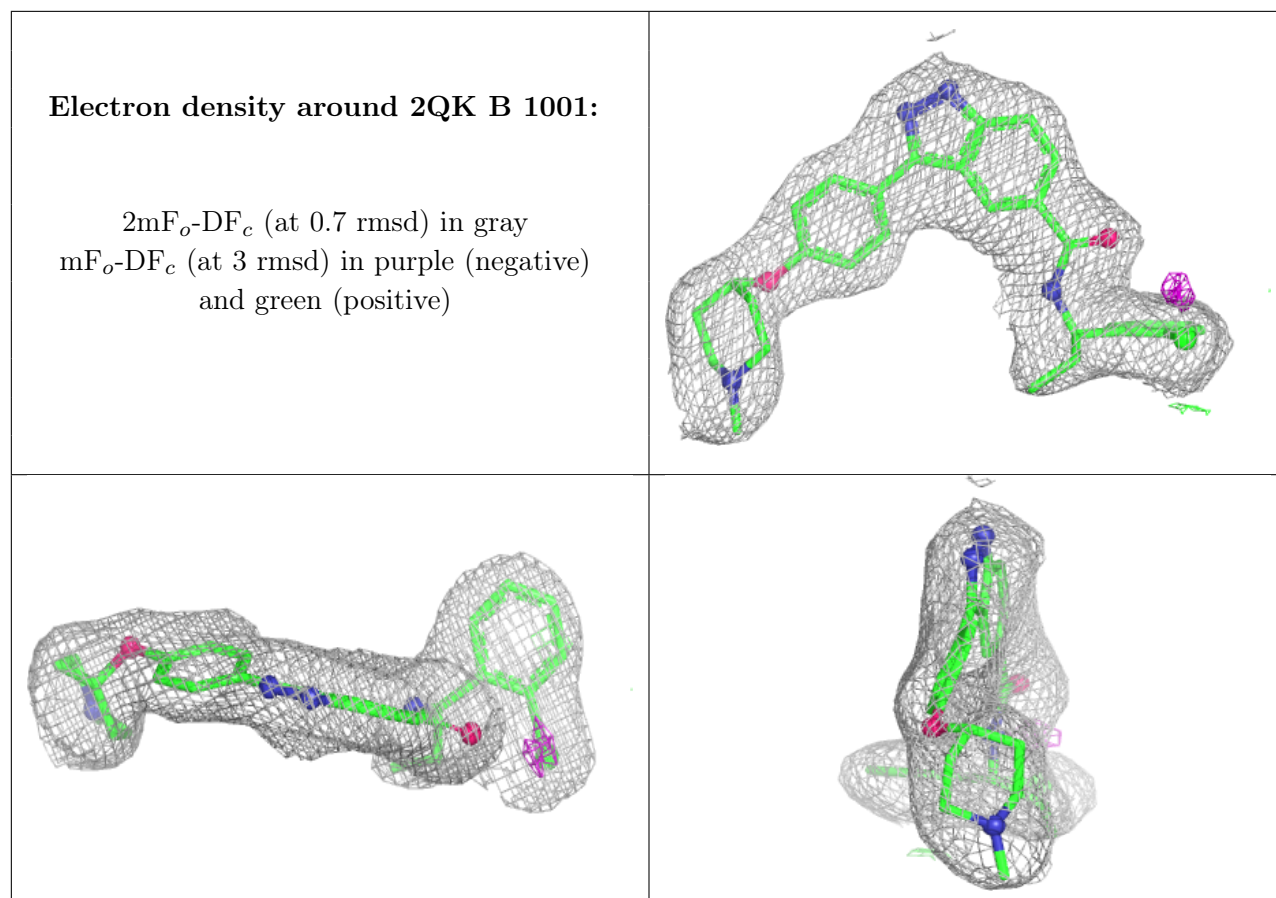 Electron density around 2QK B 1001:
2mFo-DFc (at 0.7 rmsd) in gray
mFo-DFc (at 3 rmsd) in purple (negative)
and green (positive)